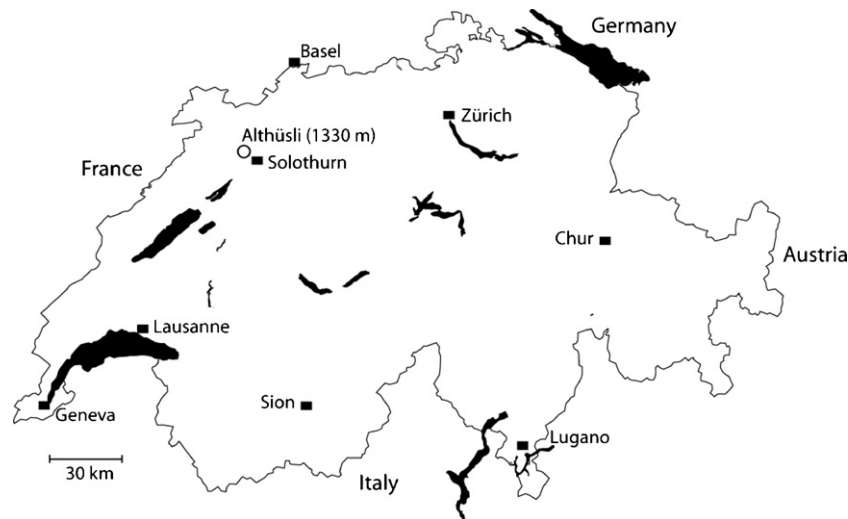 Germany
Basel
Zürich
Althüsli (1330 m)
Solothurn
France
Chur
Austria
Lausanne
Sion
Geneva
Lugano
30 km
Italy